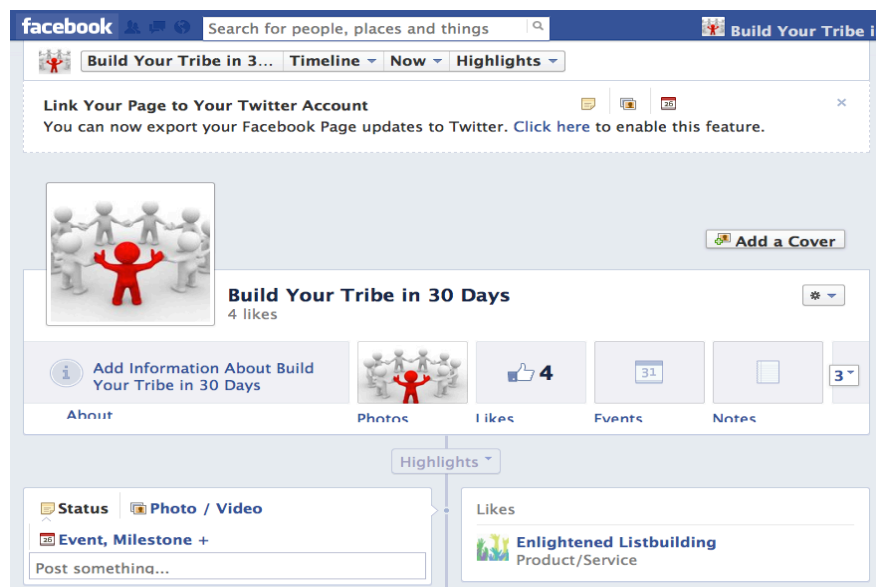 facebook Search for people, places and things Build Your Tribe i
Build Your Tribe in 3... Timeline Now Highlights
Link Your Page to Your Twitter Account 26
You can now export your Facebook Page updates to Twitter. Click here to enable this feature. ×
Add a Cover
Build Your Tribe in 30 Days
4 likes
Add Information About Build
Your Tribe in 30 Days
4
31
3
About Photos Likes Events Notes
Highlights
Status Photo / Video
26 Event, Milestone +
Post something...
Likes
Enlightened Listbuilding
Product/Service